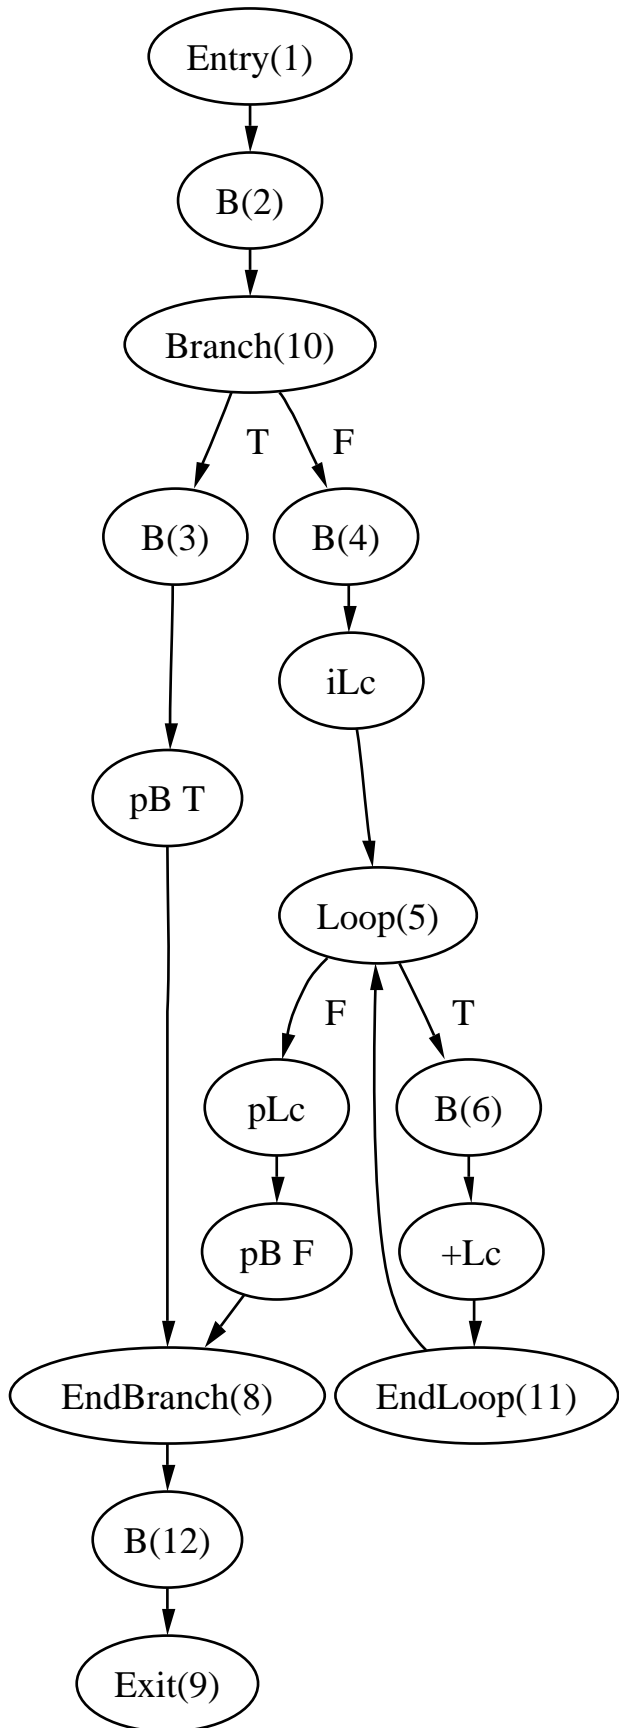 Entry(1)
B(2)
Branch(10)
T
F
B(3)
B(4)
iLc
pB T
Loop(5)
F
T
pLc
B(6)
pB F
+Lc
EndBranch(8)
EndLoop(11)
B(12)
Exit(9)